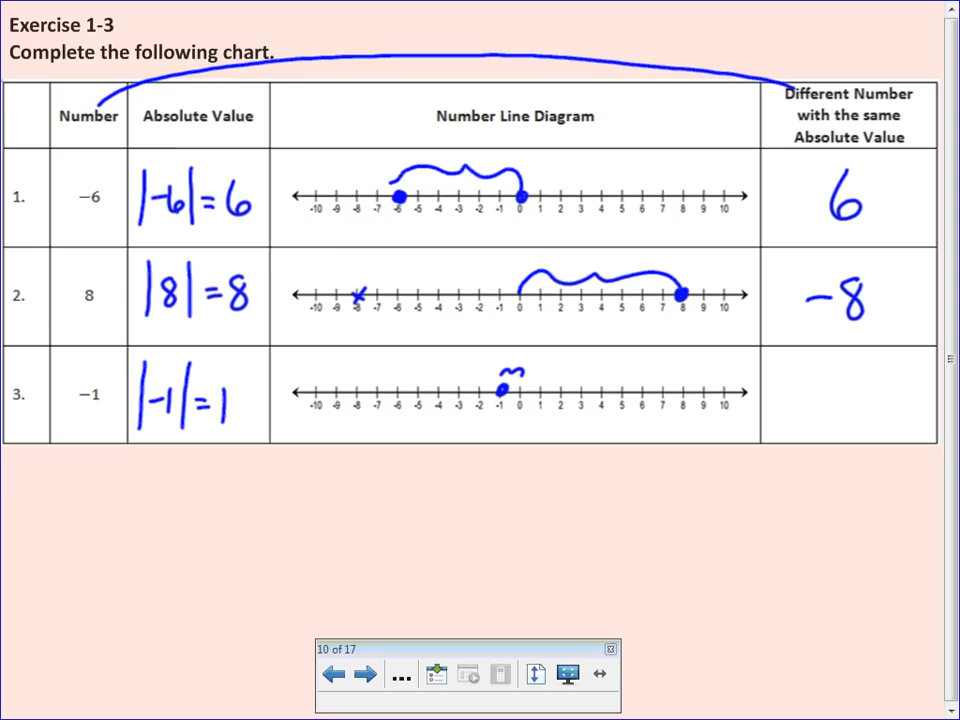 Exercise 1-3
Complete the following chart.
Number
Absolute Value
Number Line Diagram
Different Number
with the same
Absolute Value
1.
−6
|-6| = 6
-10 -9 -8 -7 -6 -5 -4 -3 -2 -1 0 1 2 3 4 5 6 7 8 9 10
6
2.
8
|8| = 8
-10 -9 -8 -7 -6 -5 -4 -3 -2 -1 0 1 2 3 4 5 6 7 8 9 10
-8
3.
−1
|-1| = 1
-10 -9 -8 -7 -6 -5 -4 -3 -2 -1 0 1 2 3 4 5 6 7 8 9 10
10 of 17